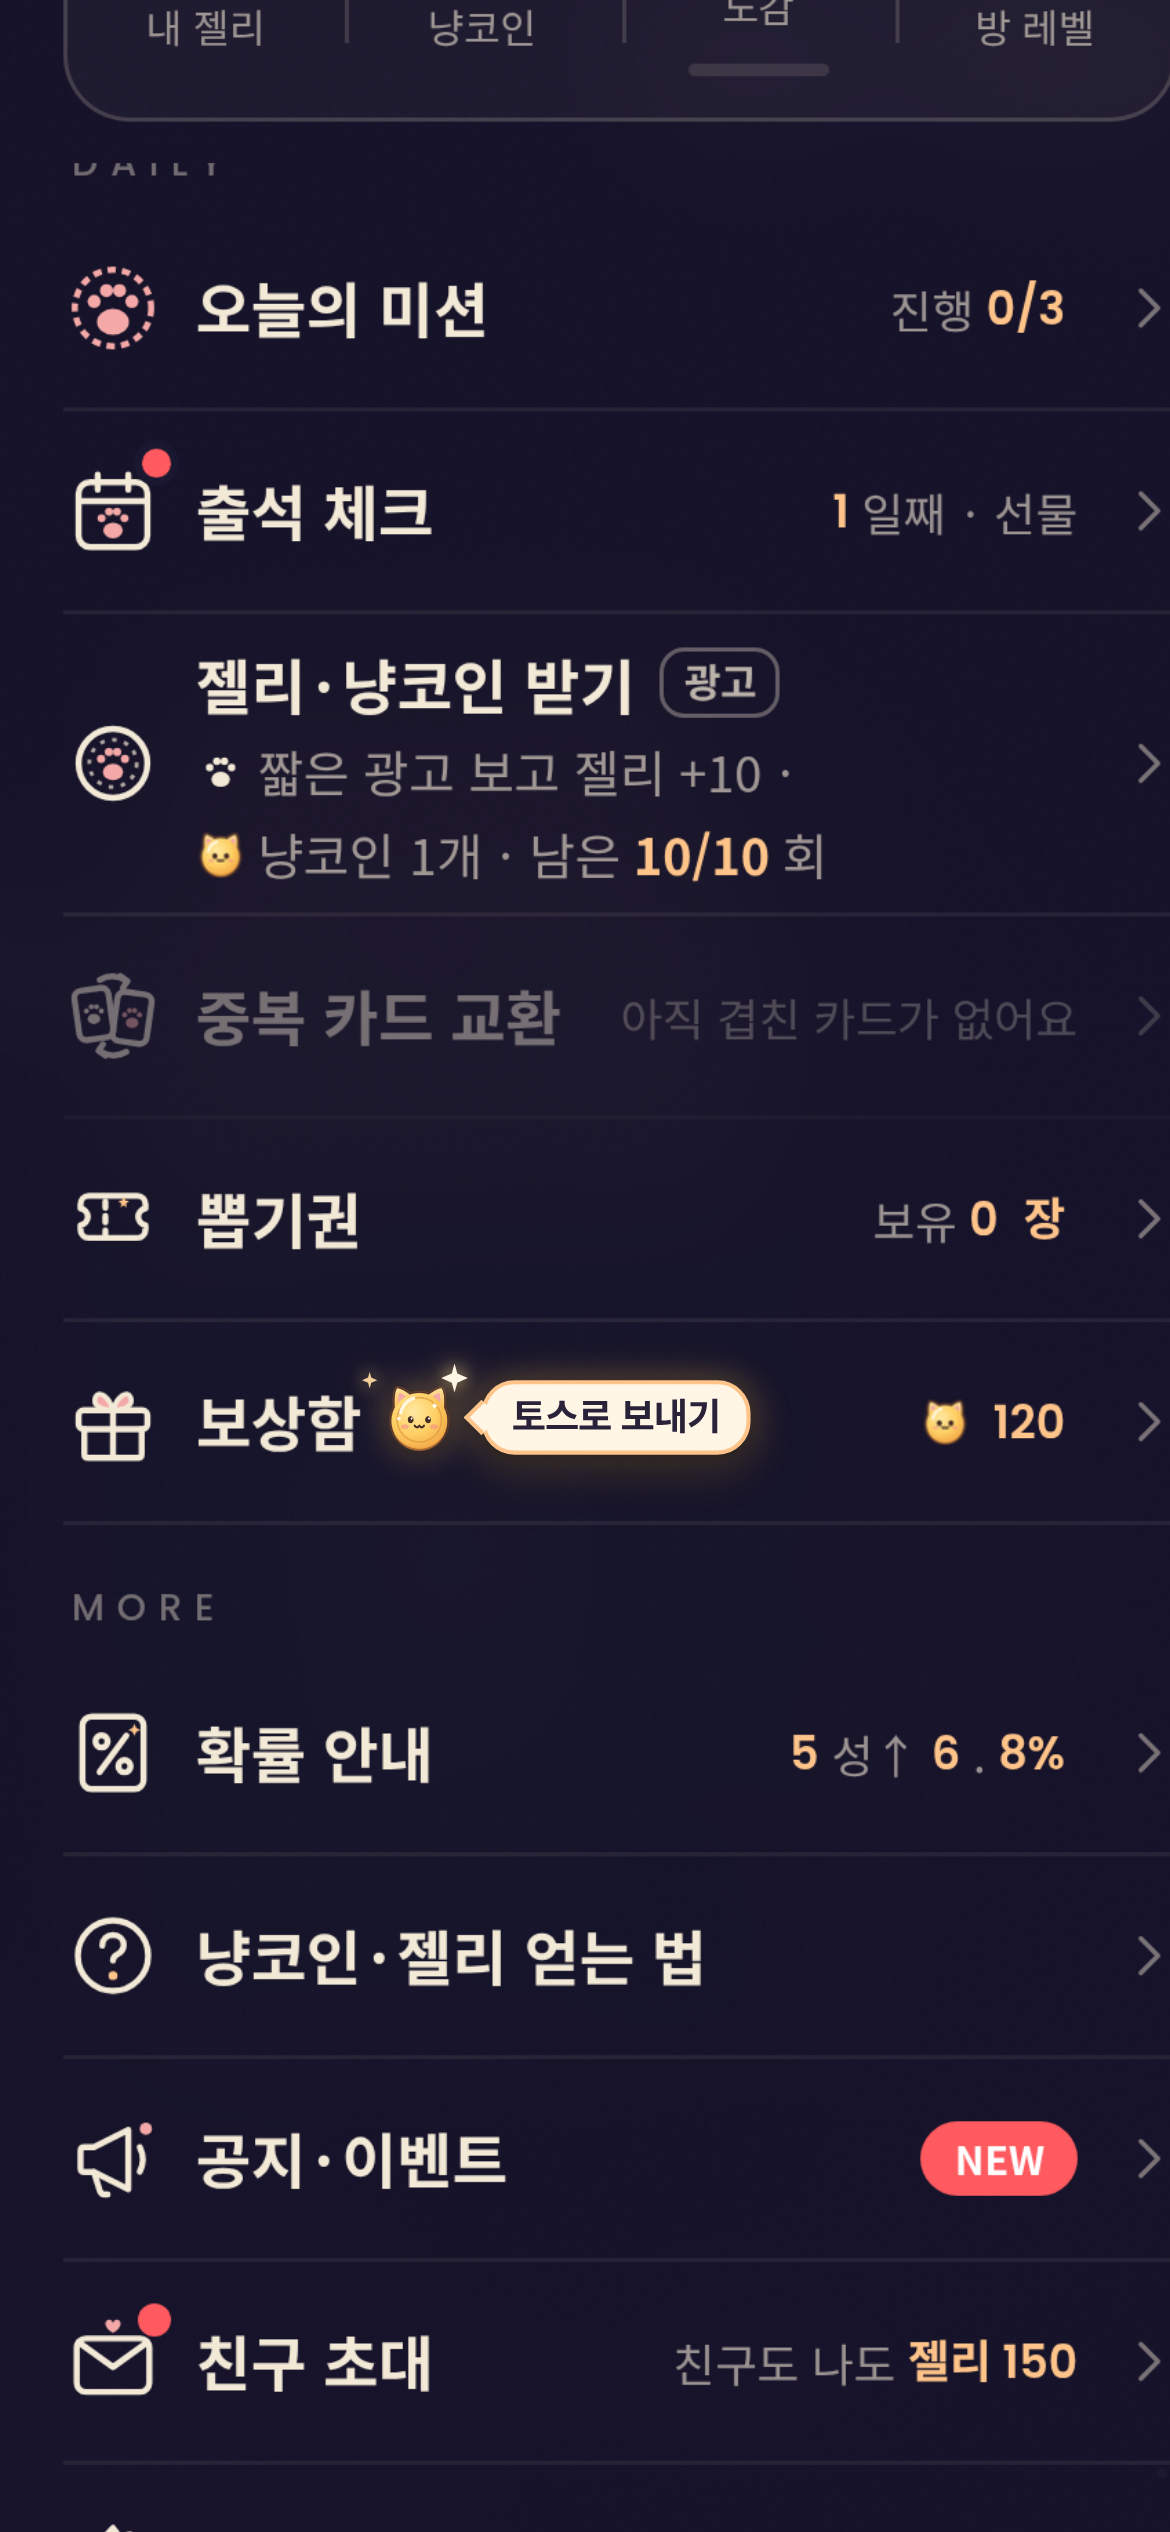 내 젤리
냥코인
도감
방 레벨
DAILY
오늘의 미션
진행 0/3
출석 체크
1 일째 · 선물
젤리·냥코인 받기 광고
짧은 광고 보고 젤리 +10 ·
냥코인 1개 · 남은 10/10 회
중복 카드 교환
아직 겹친 카드가 없어요
뽑기권
보유 0 장
보상함
토스로 보내기
120
MORE
확률 안내
5 성↑ 6 . 8%
냥코인·젤리 얻는 법
공지·이벤트
NEW
친구 초대
친구도 나도 젤리 150